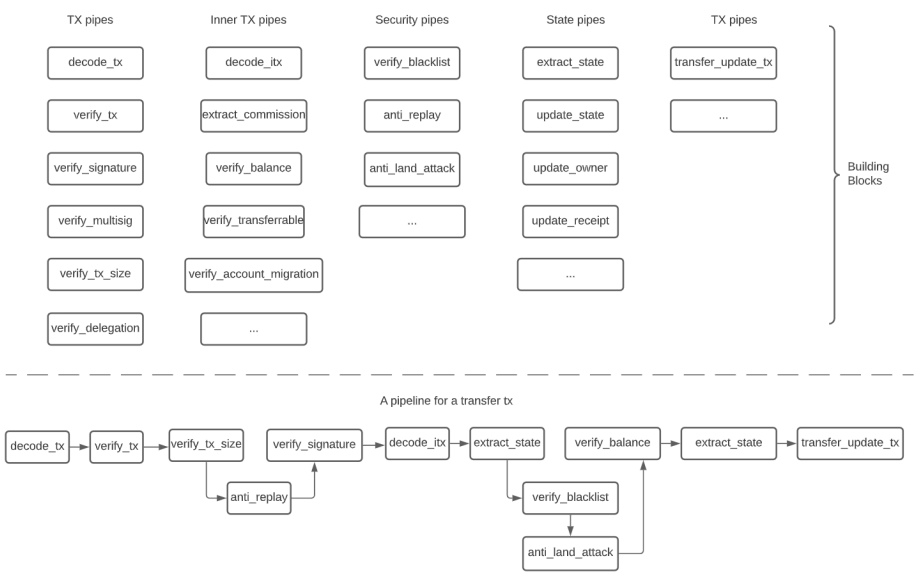 TX pipes
Inner TX pipes
Security pipes
State pipes
TX pipes
decode_tx
decode_itx
verify_blacklist
extract_state
transfer_update_tx
verify_tx
extract_commission
anti_replay
update_state
...
verify_signature
verify_balance
anti_land_attack
update_owner
Building
Blocks
verify_multisig
verify_transferrable
...
update_receipt
verify_tx_size
verify_account_migration
...
verify_delegation
...
A pipeline for a transfer tx
decode_tx
verify_tx
verify_tx_size
anti_replay
verify_signature
decode_itx
extract_state
verify_blacklist
anti_land_attack
verify_balance
extract_state
transfer_update_tx